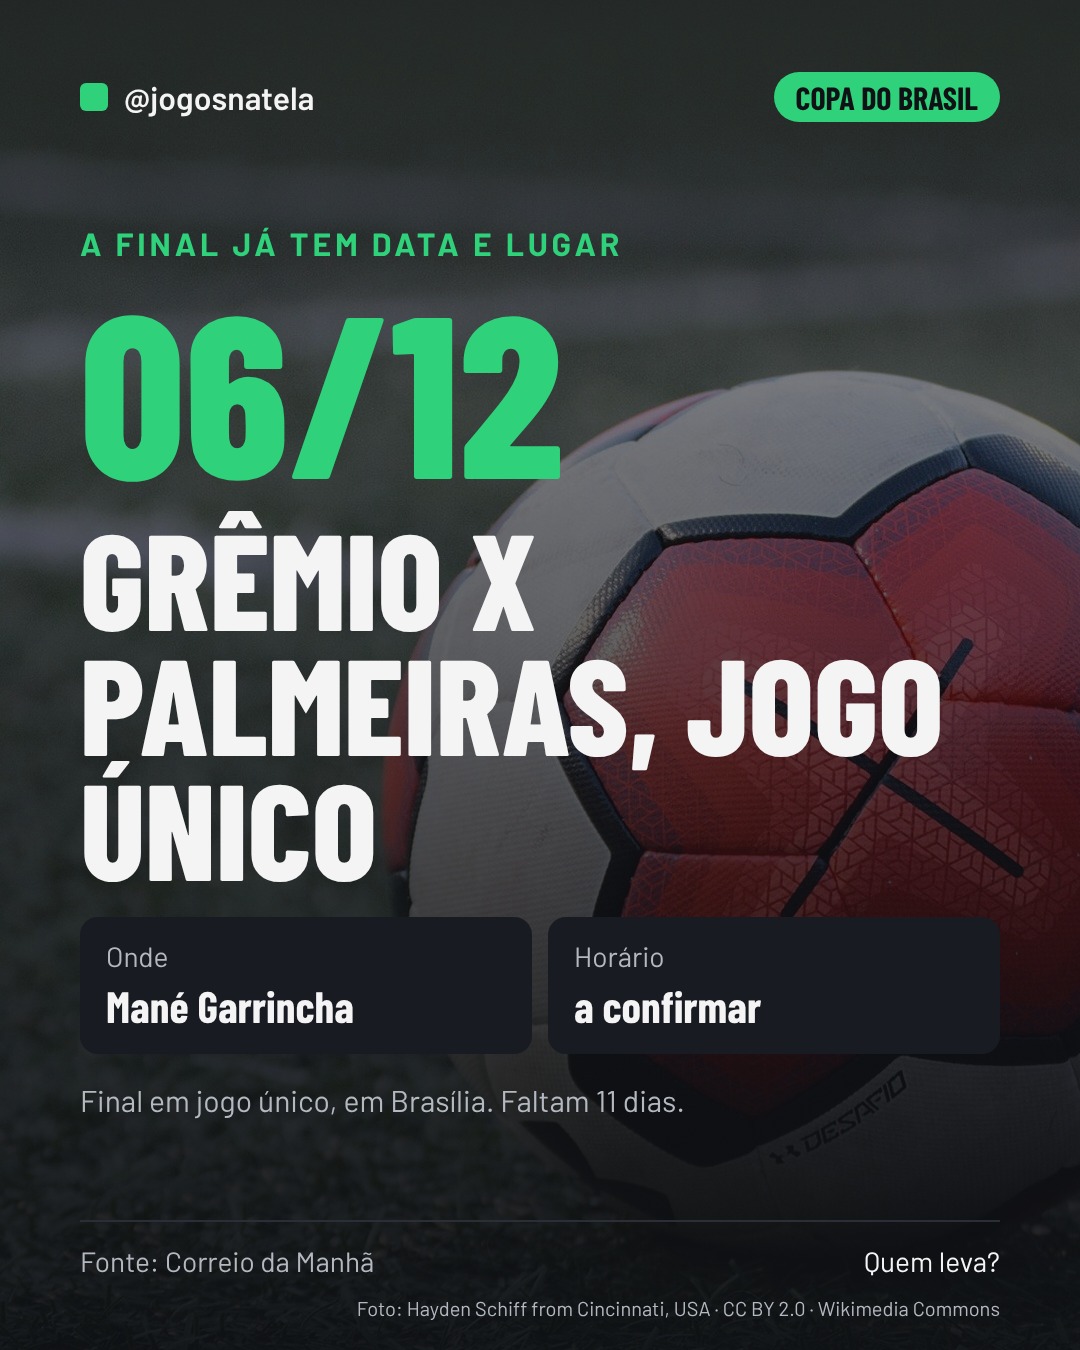 @jogosnatela
COPA DO BRASIL
A FINAL JÁ TEM DATA E LUGAR
06/12
GRÊMIO X
PALMEIRAS, JOGO
ÚNICO
Onde
Mané Garrincha
Horário
a confirmar
Final em jogo único, em Brasília. Faltam 11 dias.
DESAFIO
Fonte: Correio da Manhã
Quem leva?
Foto: Hayden Schiff from Cincinnati, USA · CC BY 2.0 · Wikimedia Commons